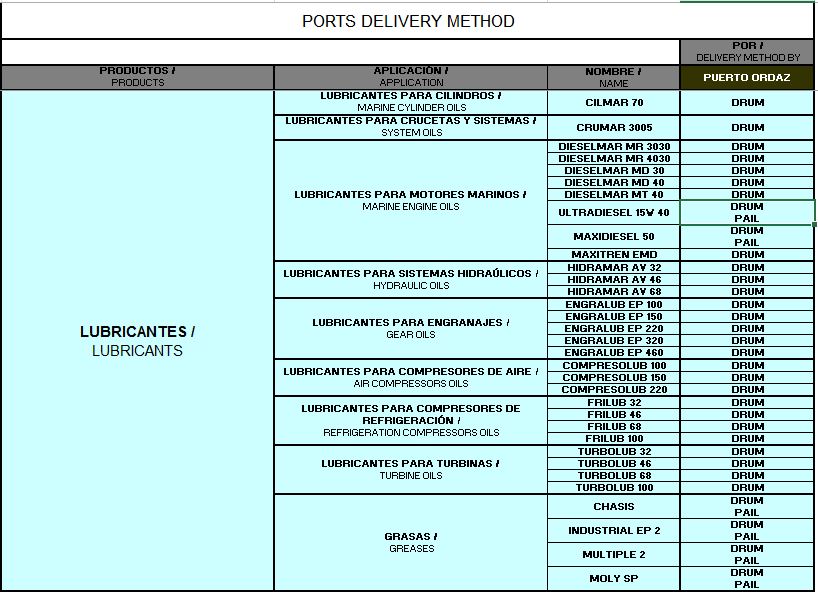 PORTS DELIVERY METHOD
POR /
DELIVERY METHOD BY
PRODUCTOS /
PRODUCTS
APLICACIÓN /
APPLICATION
NOMBRE /
NAME
PUERTO ORDAZ
LUBRICANTES /
LUBRICANTS
LUBRICANTES PARA CILINDROS /
MARINE CYLINDER OILS
CILMAR 70
DRUM
LUBRICANTES PARA CRUCETAS Y SISTEMAS /
SYSTEM OILS
CRUMAR 3005
DRUM
LUBRICANTES PARA MOTORES MARINOS /
MARINE ENGINE OILS
DIESELMAR MR 3030
DRUM
DIESELMAR MR 4030
DRUM
DIESELMAR MD 30
DRUM
DIESELMAR MD 40
DRUM
DIESELMAR MT 40
DRUM
ULTRADIESEL 15W 40
DRUM
PAIL
MAXIDIESEL 50
DRUM
PAIL
MAXITREN EMD
DRUM
LUBRICANTES PARA SISTEMAS HIDRAÚLICOS /
HYDRAULIC OILS
HIDRAMAR AV 32
DRUM
HIDRAMAR AV 46
DRUM
HIDRAMAR AV 68
DRUM
LUBRICANTES PARA ENGRANAJES /
GEAR OILS
ENGRALUB EP 100
DRUM
ENGRALUB EP 150
DRUM
ENGRALUB EP 220
DRUM
ENGRALUB EP 320
DRUM
ENGRALUB EP 460
DRUM
LUBRICANTES PARA COMPRESORES DE AIRE /
AIR COMPRESSORS OILS
COMPRESOLUB 100
DRUM
COMPRESOLUB 150
DRUM
COMPRESOLUB 220
DRUM
LUBRICANTES PARA COMPRESORES DE
REFRIGERACIÓN /
REFRIGERATION COMPRESSORS OILS
FRILUB 32
DRUM
FRILUB 46
DRUM
FRILUB 68
DRUM
FRILUB 100
DRUM
LUBRICANTES PARA TURBINAS /
TURBINE OILS
TURBOLUB 32
DRUM
TURBOLUB 46
DRUM
TURBOLUB 68
DRUM
TURBOLUB 100
DRUM
GRASAS /
GREASES
CHASIS
DRUM
PAIL
INDUSTRIAL EP 2
DRUM
PAIL
MULTIPLE 2
DRUM
PAIL
MOLY SP
DRUM
PAIL